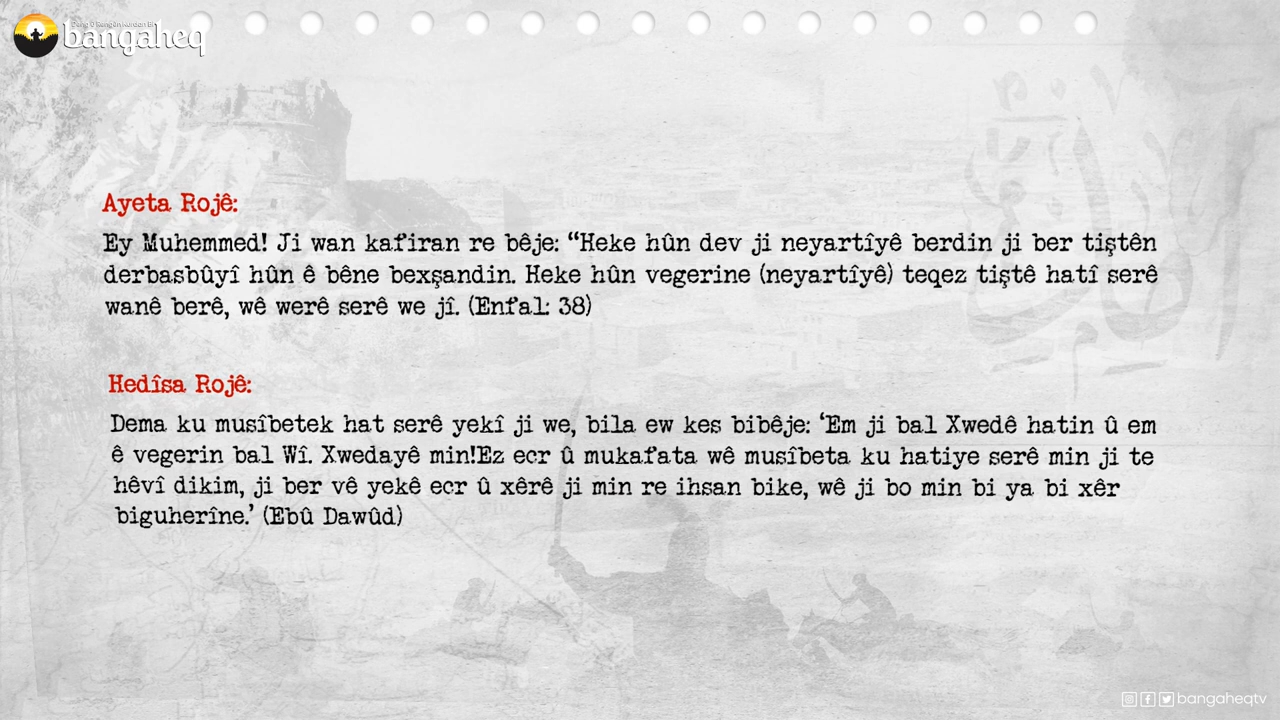 Deng û Sengên Kurdan Bi
bangaheq
Ayeta Rojê:
Ey Muhemmed! Ji wan kafiran re bêje: “Heke hûn dev ji neyartîyê berdin ji ber tiştên
derbasbûyî hûn ê bêne bexşandin. Heke hûn vegerine (neyartîyê) teqez tiştê hatî serê
wanê berê, wê werê serê we jî. (Enfal: 38)
Hedîsa Rojê:
Dema ku musîbetek hat serê yekî ji we, bila ew kes bibêje: ‘Em ji bal Xwedê hatin û em
ê vegerin bal Wî. Xwedayê min!Ez ecr û mukafata wê musîbeta ku hatiye serê min ji te
hêvî dikim, ji ber vê yekê ecr û xêrê ji min re ihsan bike, wê ji bo min bi ya bi xêr
biguherîne.’ (Ebû Dawûd)
bangaheqtv